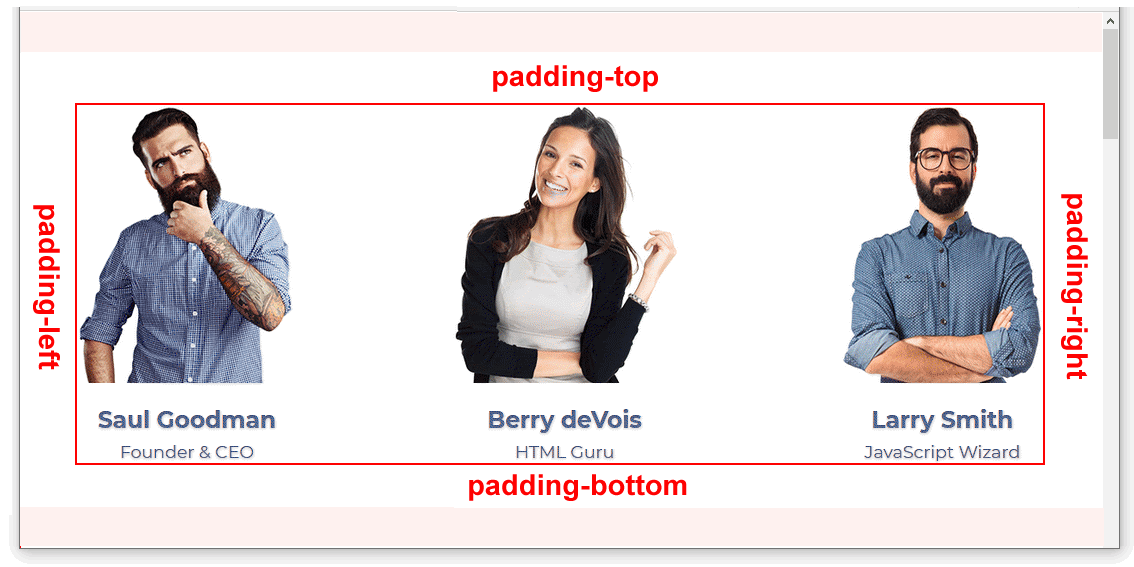 padding-top
padding-left
padding-right
Saul Goodman
Berry deVois
Larry Smith
Founder & CEO
HTML Guru
JavaScript Wizard
padding-bottom